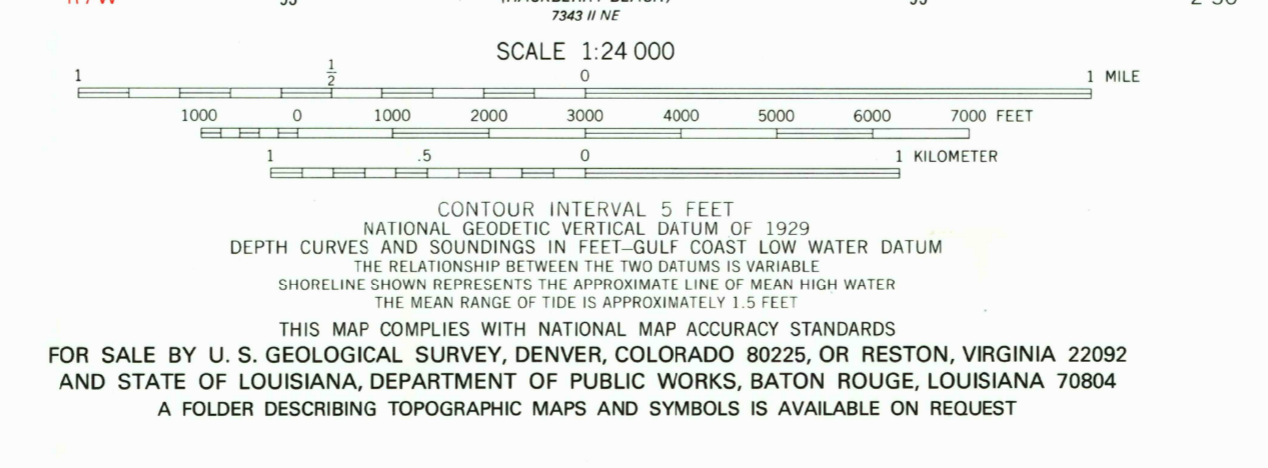 7343 II NE
SCALE 1:24 000
1 1/2 0 1 MILE
1000 0 1000 2000 3000 4000 5000 6000 7000 FEET
1 .5 0 1 KILOMETER
CONTOUR INTERVAL 5 FEET
NATIONAL GEODETIC VERTICAL DATUM OF 1929
DEPTH CURVES AND SOUNDINGS IN FEET—GULF COAST LOW WATER DATUM
THE RELATIONSHIP BETWEEN THE TWO DATUMS IS VARIABLE
SHORELINE SHOWN REPRESENTS THE APPROXIMATE LINE OF MEAN HIGH WATER
THE MEAN RANGE OF TIDE IS APPROXIMATELY 1.5 FEET
THIS MAP COMPLIES WITH NATIONAL MAP ACCURACY STANDARDS
FOR SALE BY U. S. GEOLOGICAL SURVEY, DENVER, COLORADO 80225, OR RESTON, VIRGINIA 22092
AND STATE OF LOUISIANA, DEPARTMENT OF PUBLIC WORKS, BATON ROUGE, LOUISIANA 70804
A FOLDER DESCRIBING TOPOGRAPHIC MAPS AND SYMBOLS IS AVAILABLE ON REQUEST